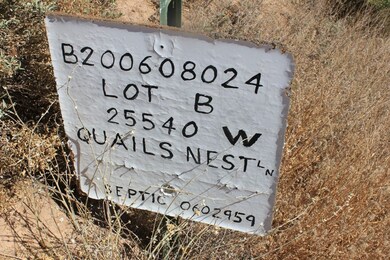 B200608024
LOT B
25540 W
QUAILS NEST LN
SEPTIC 0602959